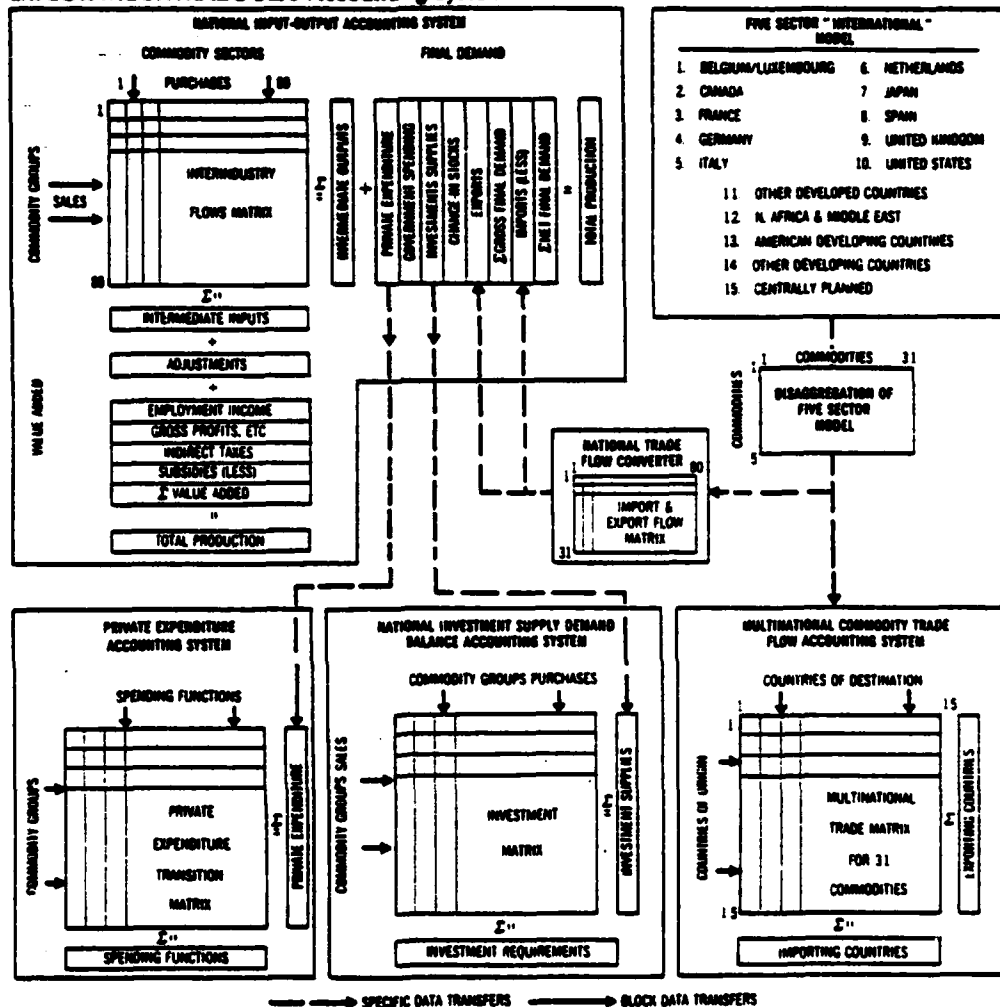 NATIONAL INPUT-OUTPUT ACCOUNTING SYSTEM
COMMODITY SECTORS
FINAL DEMAND
1 PURCHASES
1
COMMODITY GROUPS
SALES
INTERINDUSTRY
FLOWS MATRIX
Σ"
INTERMEDIATE OUTPUTS
+
PRIVATE EXPENDITURE
GOVERNMENT SPENDING
INVESTMENTS SUPPLIES
CHANGE IN STOCKS
EXPORTS
Σ GROSS FINAL DEMAND
IMPORTS (LESS)
Σ NET FINAL DEMAND
"
TOTAL PRODUCTION
Σ"
INTERMEDIATE INPUTS
+
ADJUSTMENTS
+
VALUE ADDED
EMPLOYMENT INCOME
GROSS PROFITS, ETC
INDIRECT TAXES
SUBSIDIES (LESS)
Σ VALUE ADDED
"
TOTAL PRODUCTION
FIVE SECTOR "INTERNATIONAL"
MODEL
1. BELGIUM/LUXEMBOURG 6. NETHERLANDS
2. CANADA 7 JAPAN
3. FRANCE 8. SPAIN
4. GERMANY 9. UNITED KINGDOM
5. ITALY 10. UNITED STATES
11 OTHER DEVELOPED COUNTRIES
12 N. AFRICA & MIDDLE EAST
13. AMERICAN DEVELOPING COUNTRIES
14 OTHER DEVELOPING COUNTRIES
15. CENTRALLY PLANNED
1 COMMODITIES 31
1
COMMODITIES
5
DISAGGREGATION OF
FIVE SECTOR
MODEL
NATIONAL TRADE
FLOW CONVERTER
1 80
1
IMPORT &
EXPORT FLOW
MATRIX
31
PRIVATE EXPENDITURE
ACCOUNTING SYSTEM
SPENDING FUNCTIONS
COMMODITY GROUPS
PRIVATE
EXPENDITURE
TRANSITION
MATRIX
Σ"
PRIVATE EXPENDITURE
Σ"
SPENDING FUNCTIONS
NATIONAL INVESTMENT SUPPLY DEMAND
BALANCE ACCOUNTING SYSTEM
COMMODITY GROUPS PURCHASES
COMMODITY GROUPS SALES
INVESTMENT
MATRIX
Σ"
INVESTMENT SUPPLIES
Σ"
INVESTMENT REQUIREMENTS
MULTINATIONAL COMMODITY TRADE
FLOW ACCOUNTING SYSTEM
COUNTRIES OF DESTINATION
1 15
1
COUNTRIES OF ORIGIN
MULTINATIONAL
TRADE MATRIX
FOR 31
COMMODITIES
15
Σ"
EXPORTING COUNTRIES
Σ"
IMPORTING COUNTRIES
SPECIFIC DATA TRANSFERS BLOCK DATA TRANSFERS